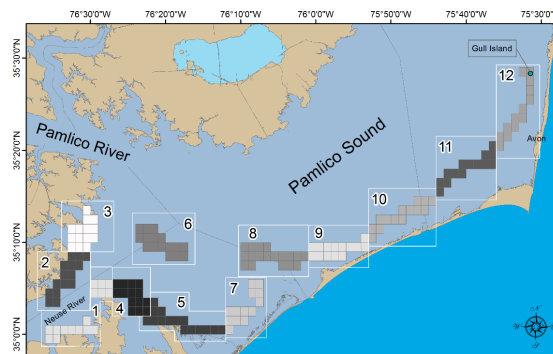 76°30'0"W 76°20'0"W 76°10'0"W 76°0'0"W 75°50'0"W 75°40'0"W 75°30'0"W
35°30'0"N
35°20'0"N
35°10'0"N
35°0'0"N
Gull Island
12
Pamlico River
Pamlico Sound
Avon
11
10
3
6
8
9
2
7
Neuse River
1
4
5